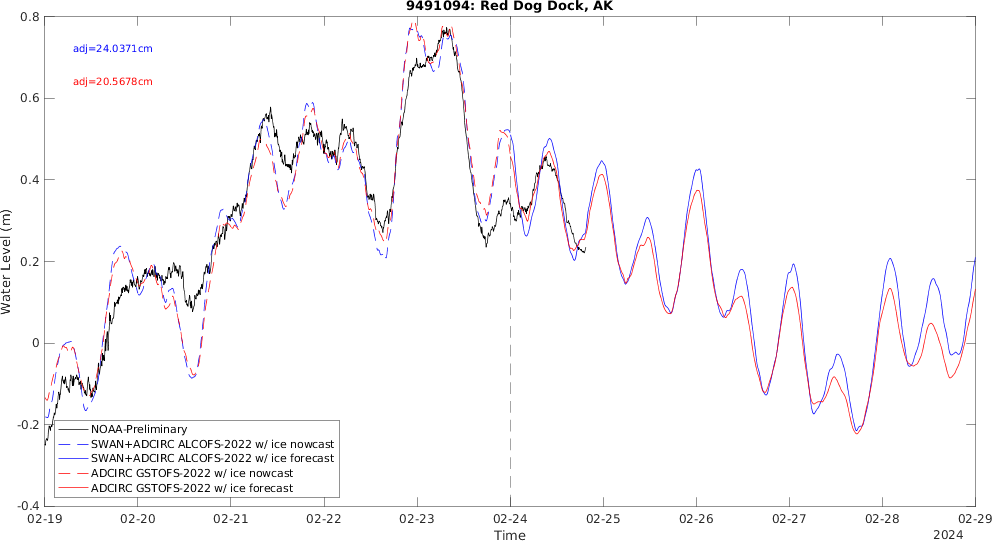 9491094: Red Dog Dock, AK
adj=24.0371cm
adj=20.5678cm
Water Level (m)
0.8
0.6
0.4
0.2
0
-0.2
-0.4
NOAA-Preliminary
SWAN+ADCIRC ALCOFS-2022 w/ ice nowcast
SWAN+ADCIRC ALCOFS-2022 w/ ice forecast
ADCIRC GSTOFS-2022 w/ ice nowcast
ADCIRC GSTOFS-2022 w/ ice forecast
02-19 02-20 02-21 02-22 02-23 02-24 02-25 02-26 02-27 02-28 02-29
Time
2024